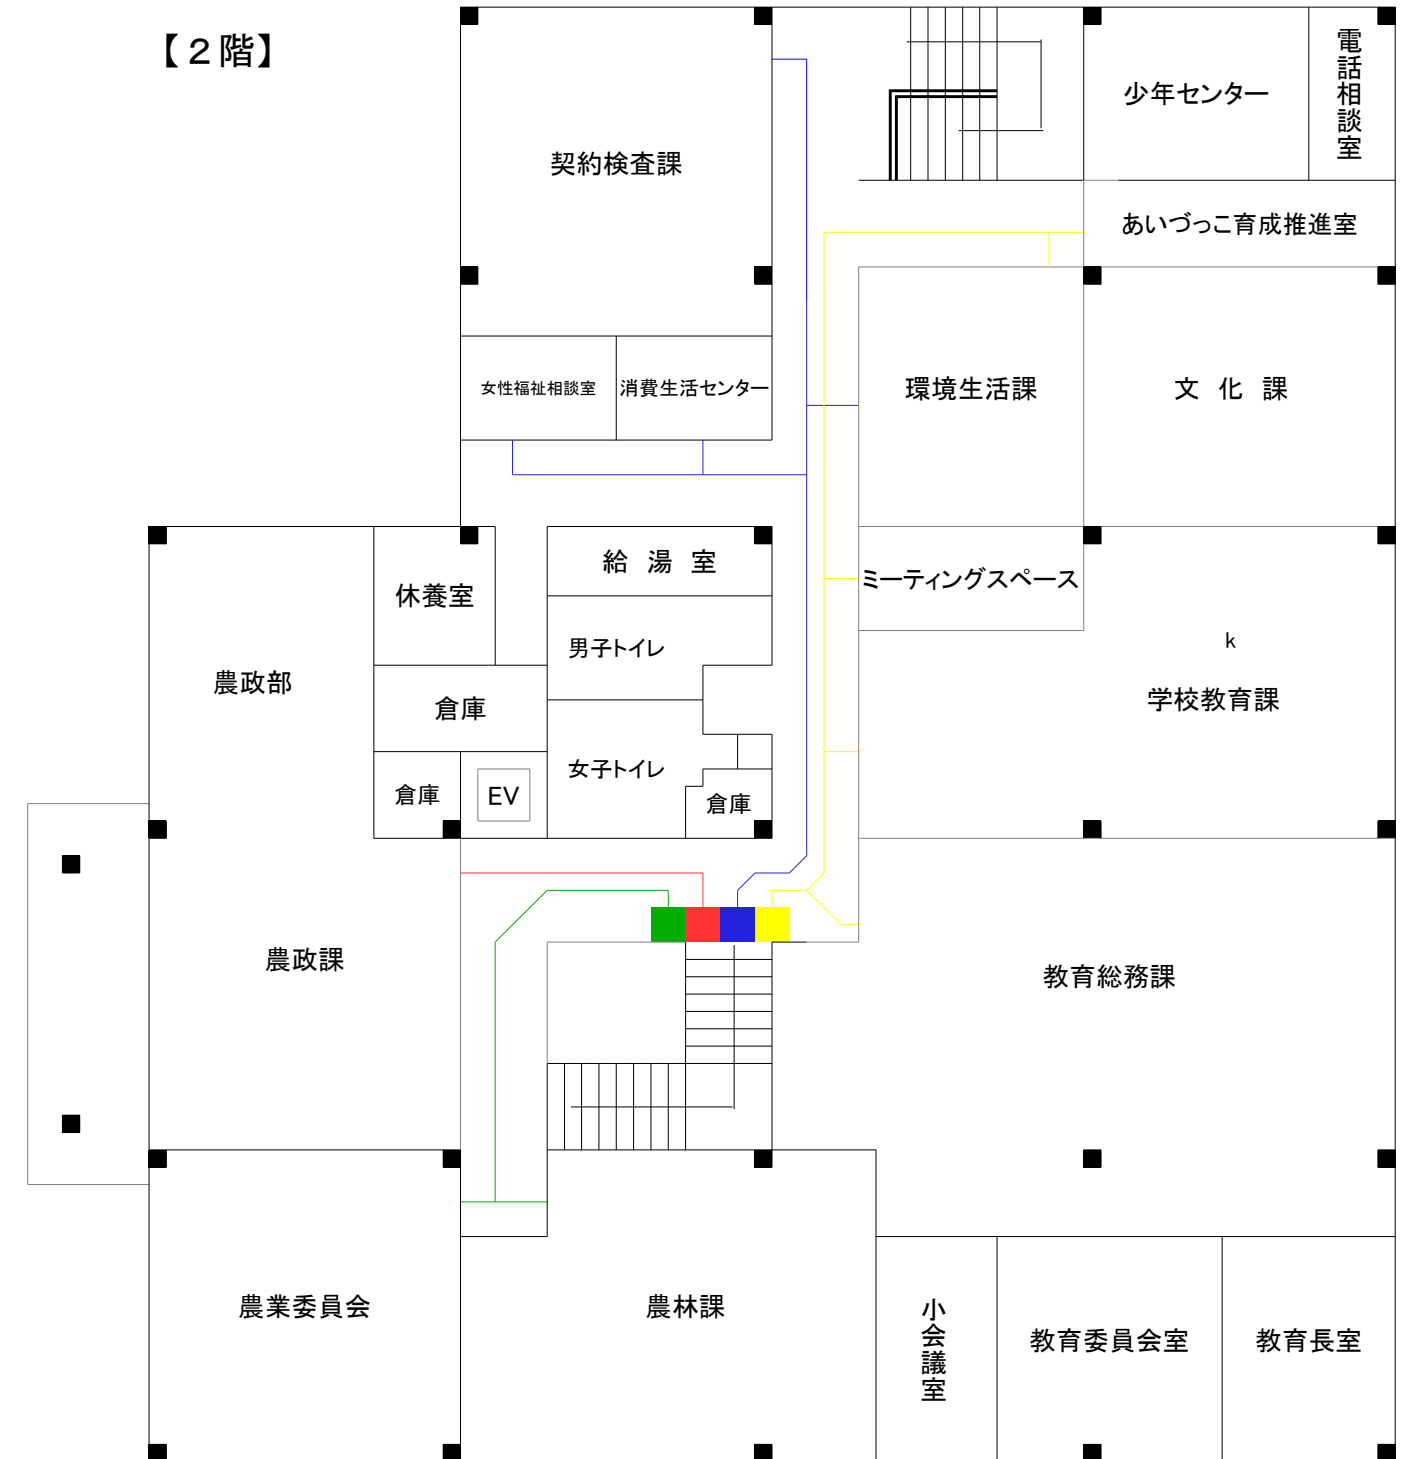 【２階】
電話相談室
少年センター
契約検査課
あいづっこ育成推進室
女性福祉相談室
消費生活センター
環境生活課
文 化 課
給 湯 室
休養室
ミーティングスペース
k
男子トイレ
農政部
学校教育課
倉庫
女子トイレ
倉庫
EV
倉庫
農政課
教育総務課
農業委員会
農林課
小会議室
教育委員会室
教育長室